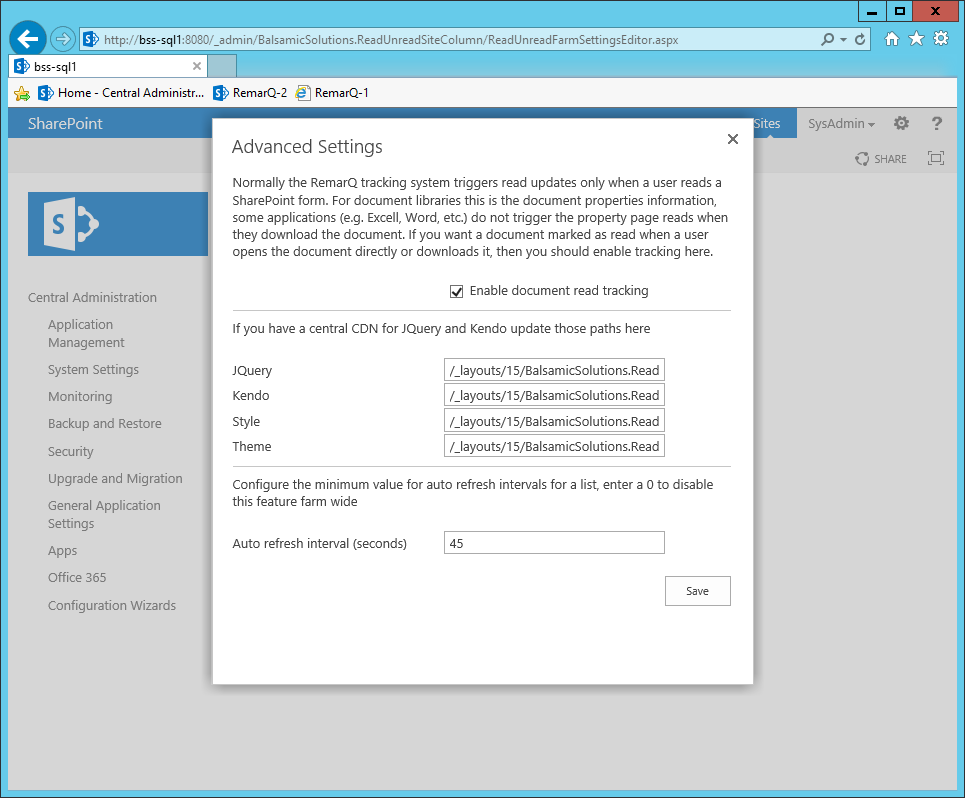 http://bss-sql1:8080/_admin/BalsamicSolutions.ReadUnreadSiteColumn/ReadUnreadFarmSettingsEditor.aspx
bss-sql1
Home - Central Administr...
RemarQ-2
RemarQ-1
SharePoint
Sites
SysAdmin
?
SHARE
S
Central Administration
Application
Management
System Settings
Monitoring
Backup and Restore
Security
Upgrade and Migration
General Application
Settings
Apps
Office 365
Configuration Wizards
Advanced Settings
Normally the RemarQ tracking system triggers read updates only when a user reads a
SharePoint form. For document libraries this is the document properties information,
some applications (e.g. Excell, Word, etc.) do not trigger the property page reads when
they download the document. If you want a document marked as read when a user
opens the document directly or downloads it, then you should enable tracking here.
Enable document read tracking
If you have a central CDN for JQuery and Kendo update those paths here
JQuery /_layouts/15/BalsamicSolutions.Read
Kendo /_layouts/15/BalsamicSolutions.Read
Style /_layouts/15/BalsamicSolutions.Read
Theme /_layouts/15/BalsamicSolutions.Read
Configure the minimum value for auto refresh intervals for a list, enter a 0 to disable
this feature farm wide
Auto refresh interval (seconds) 45
Save